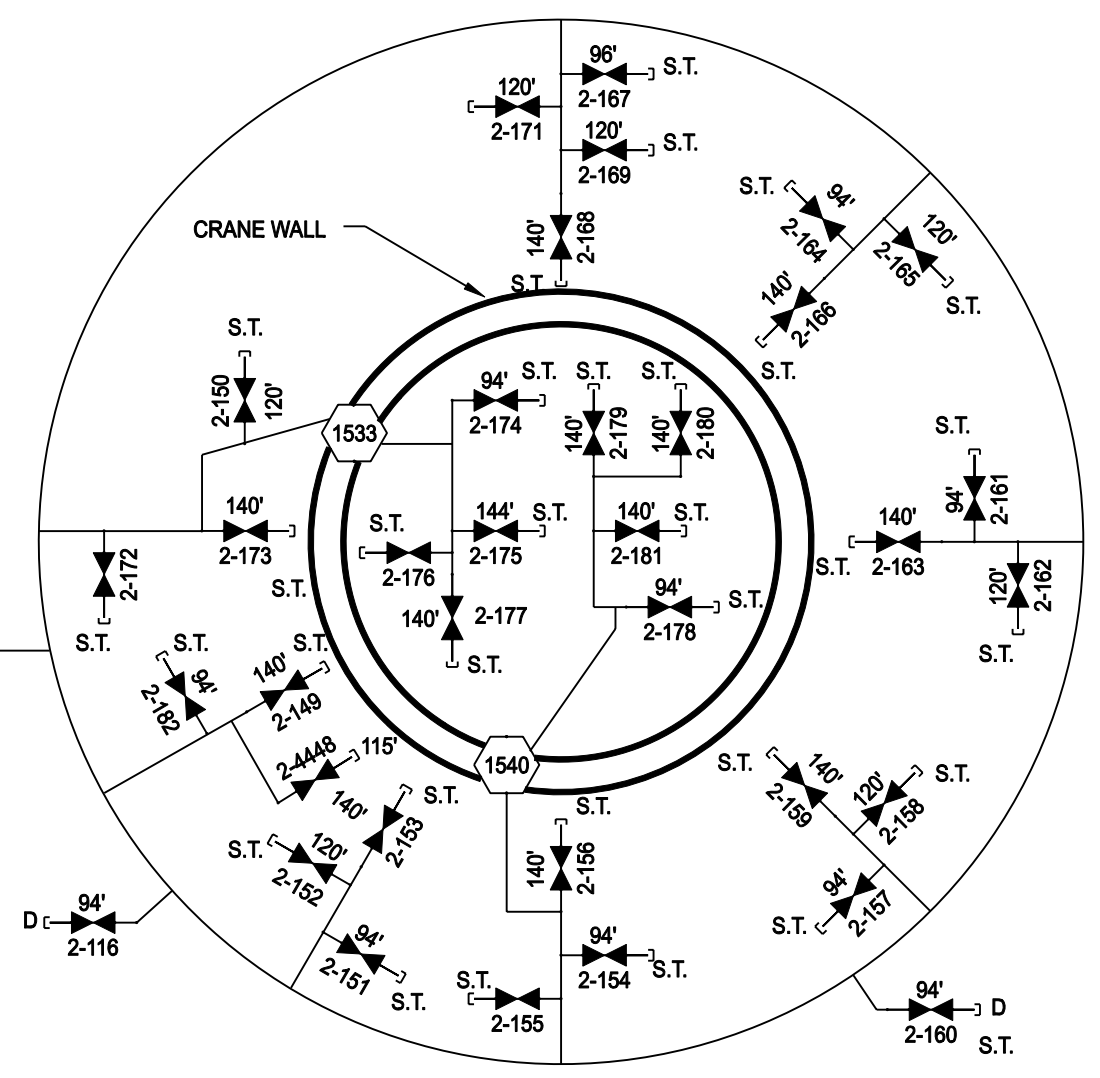 96'
S.T.
2-167
120'
2-171
120'
S.T.
2-169
140'
2-168
S.T
CRANE WALL
S.T.
94'
2-164
120'
2-165
S.T.
140'
2-166
S.T.
S.T.
2-150
120'
1533
94'
S.T.
2-174
S.T.
140'
2-179
S.T.
140'
2-180
144'
S.T.
2-175
S.T.
2-176
140'
2-177
S.T.
140'
S.T.
2-181
94'
S.T.
2-178
140'
2-173
S.T.
2-172
S.T.
S.T.
94'
2-161
140'
2-163
S.T.
120'
2-162
S.T.
S.T.
94'
2-182
140'
S.T.
2-149
2-4448
115'
1540
S.T.
140'
2-153
S.T.
120'
2-152
S.T.
94'
2-151
S.T.
S.T.
140'
2-156
94'
S.T.
2-154
S.T.
2-155
S.T.
140'
2-159
120'
S.T.
2-158
94'
2-157
S.T.
D
94'
2-116
94'
D
2-160
S.T.